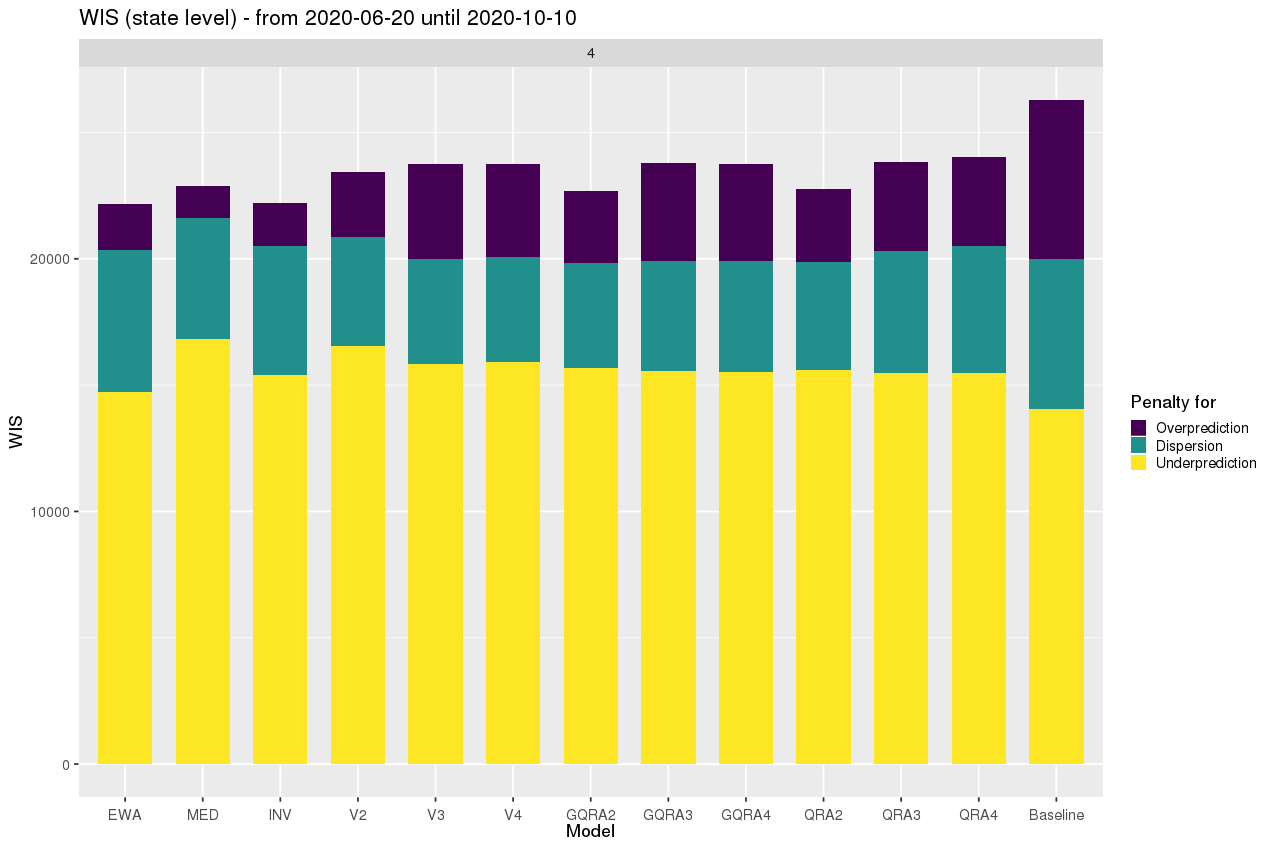 WIS (state level) - from 2020-06-20 until 2020-10-10
4
WIS
20000
10000
0
EWA MED INV V2 V3 V4 GQRA2 GQRA3 GQRA4 QRA2 QRA3 QRA4 Baseline
Model
Penalty for
Overprediction
Dispersion
Underprediction